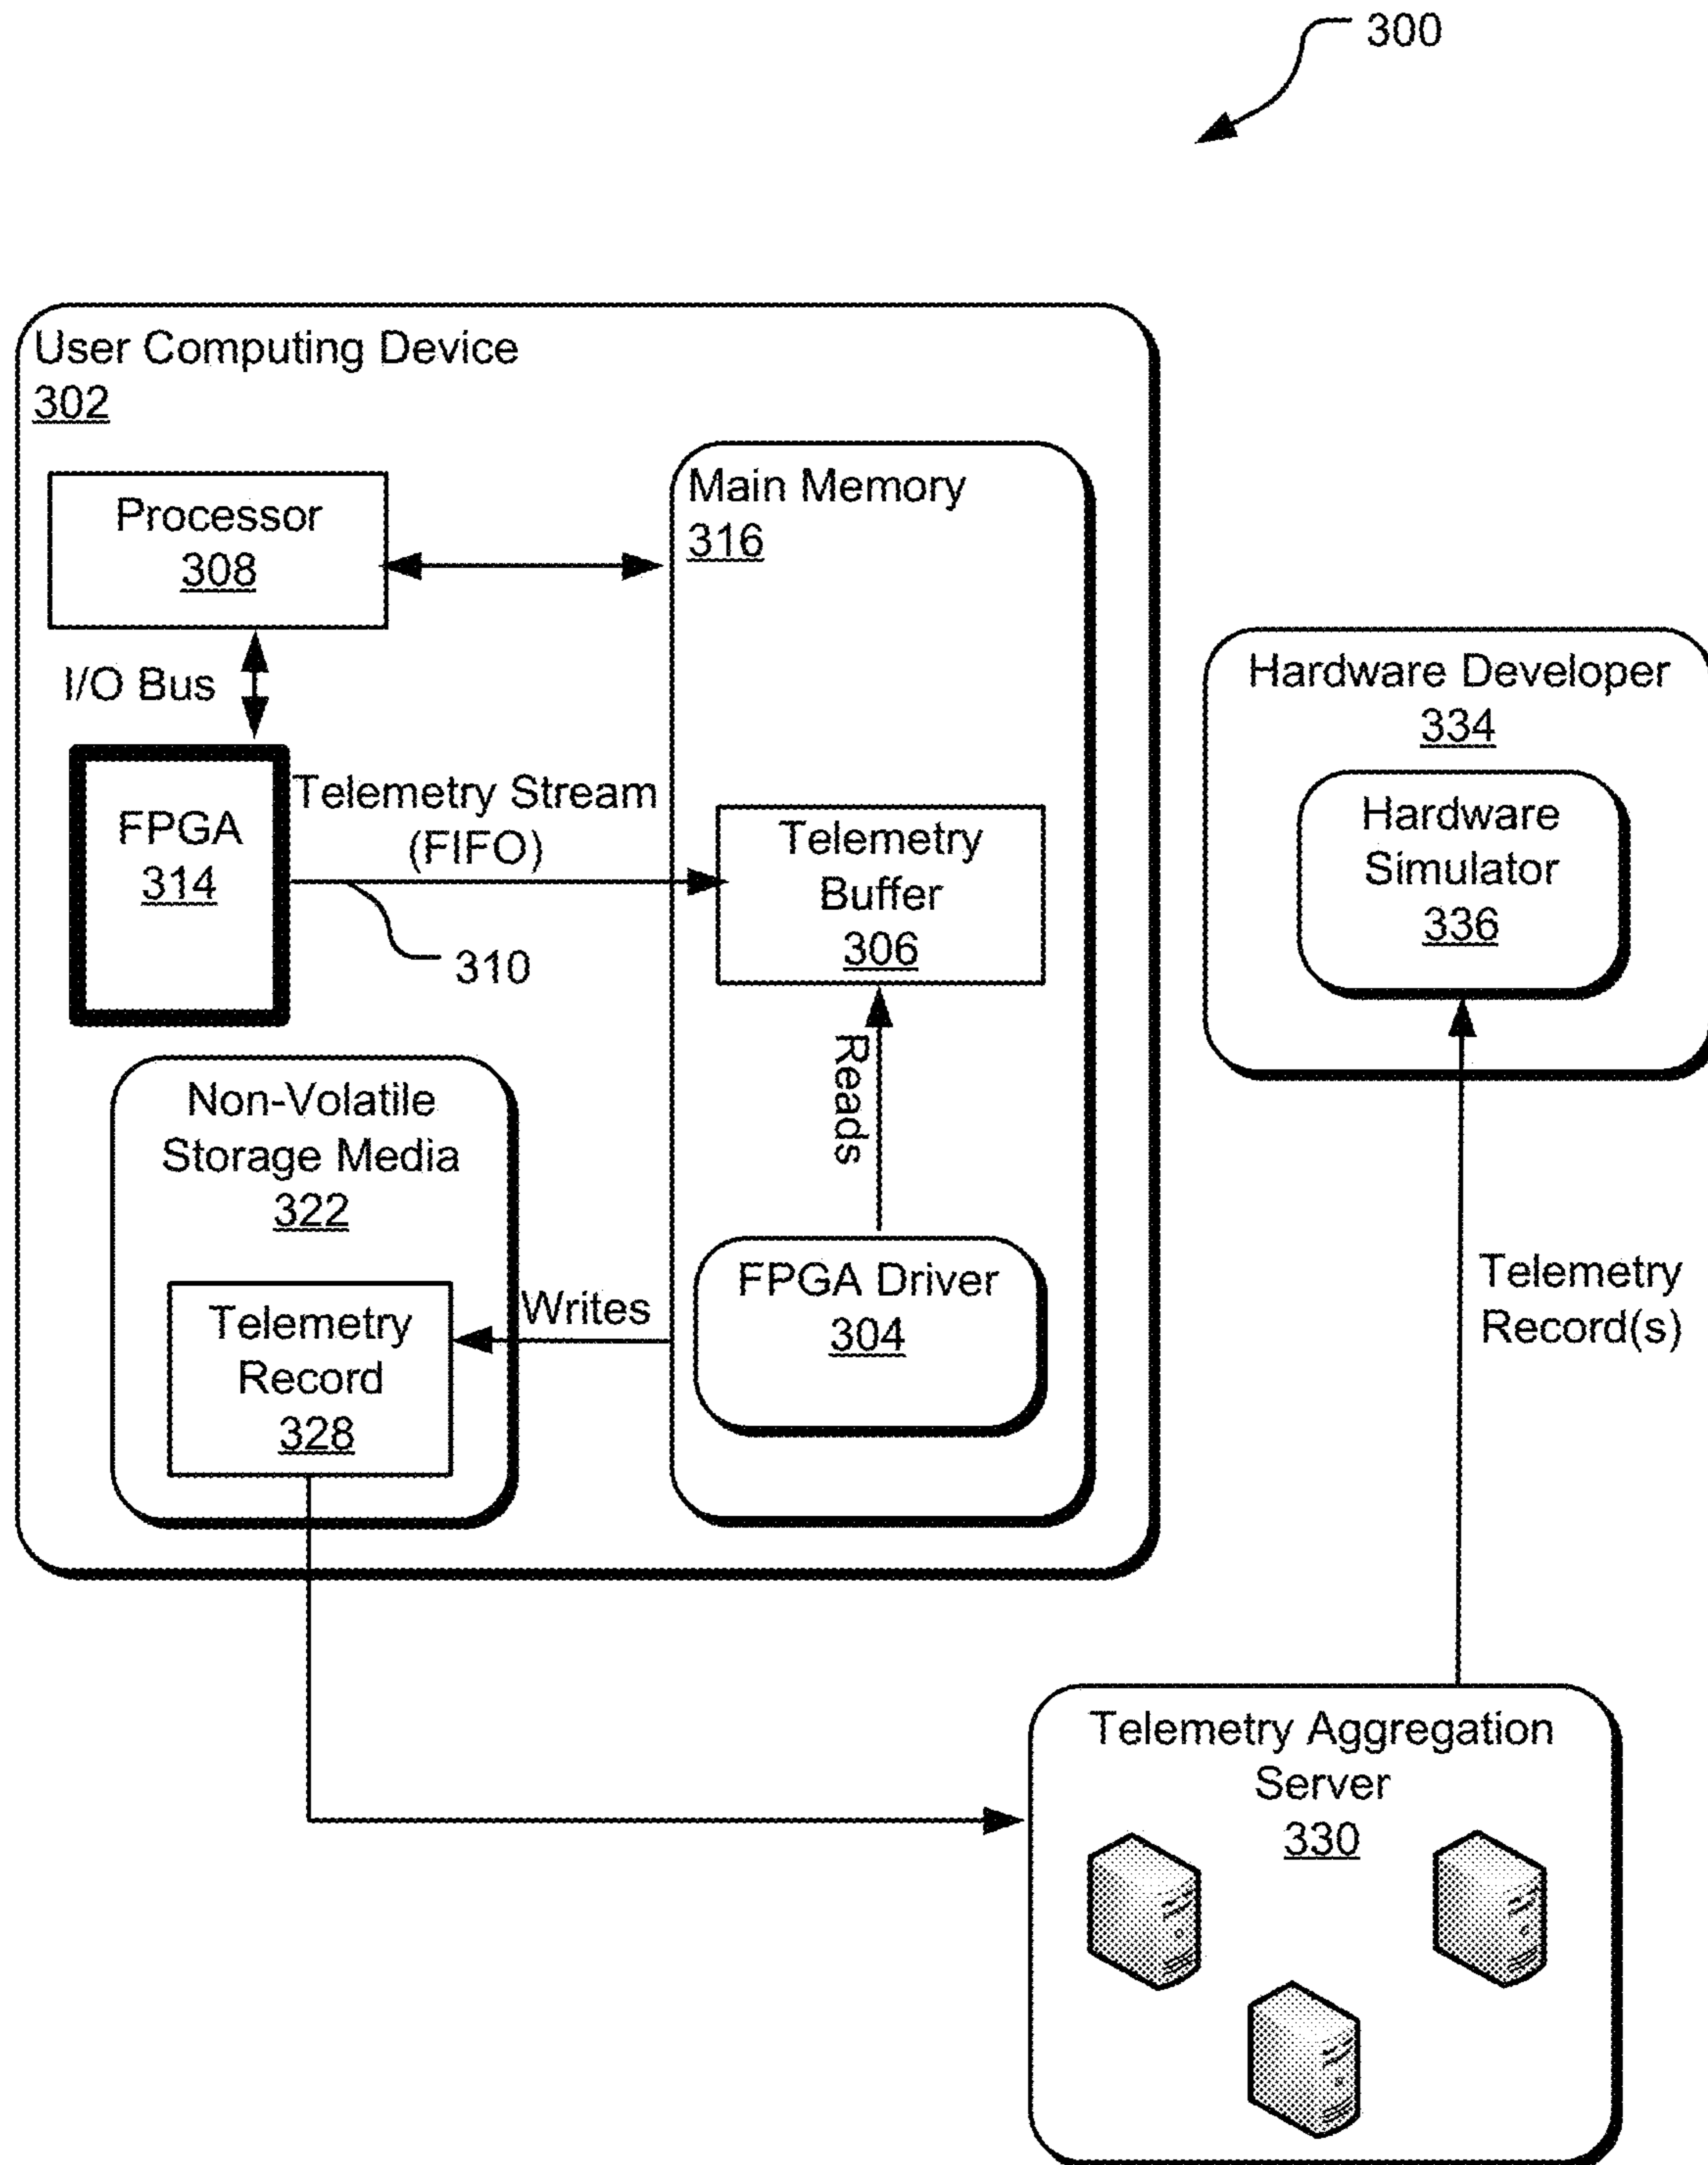 300
User Computing Device
302
Processor
308
I/O Bus
FPGA
314
Telemetry Stream
(FIFO)
310
Main Memory
316
Telemetry
Buffer
306
Reads
FPGA Driver
304
Writes
Non-Volatile
Storage Media
322
Telemetry
Record
328
Hardware Developer
334
Hardware
Simulator
336
Telemetry
Record(s)
Telemetry Aggregation
Server
330